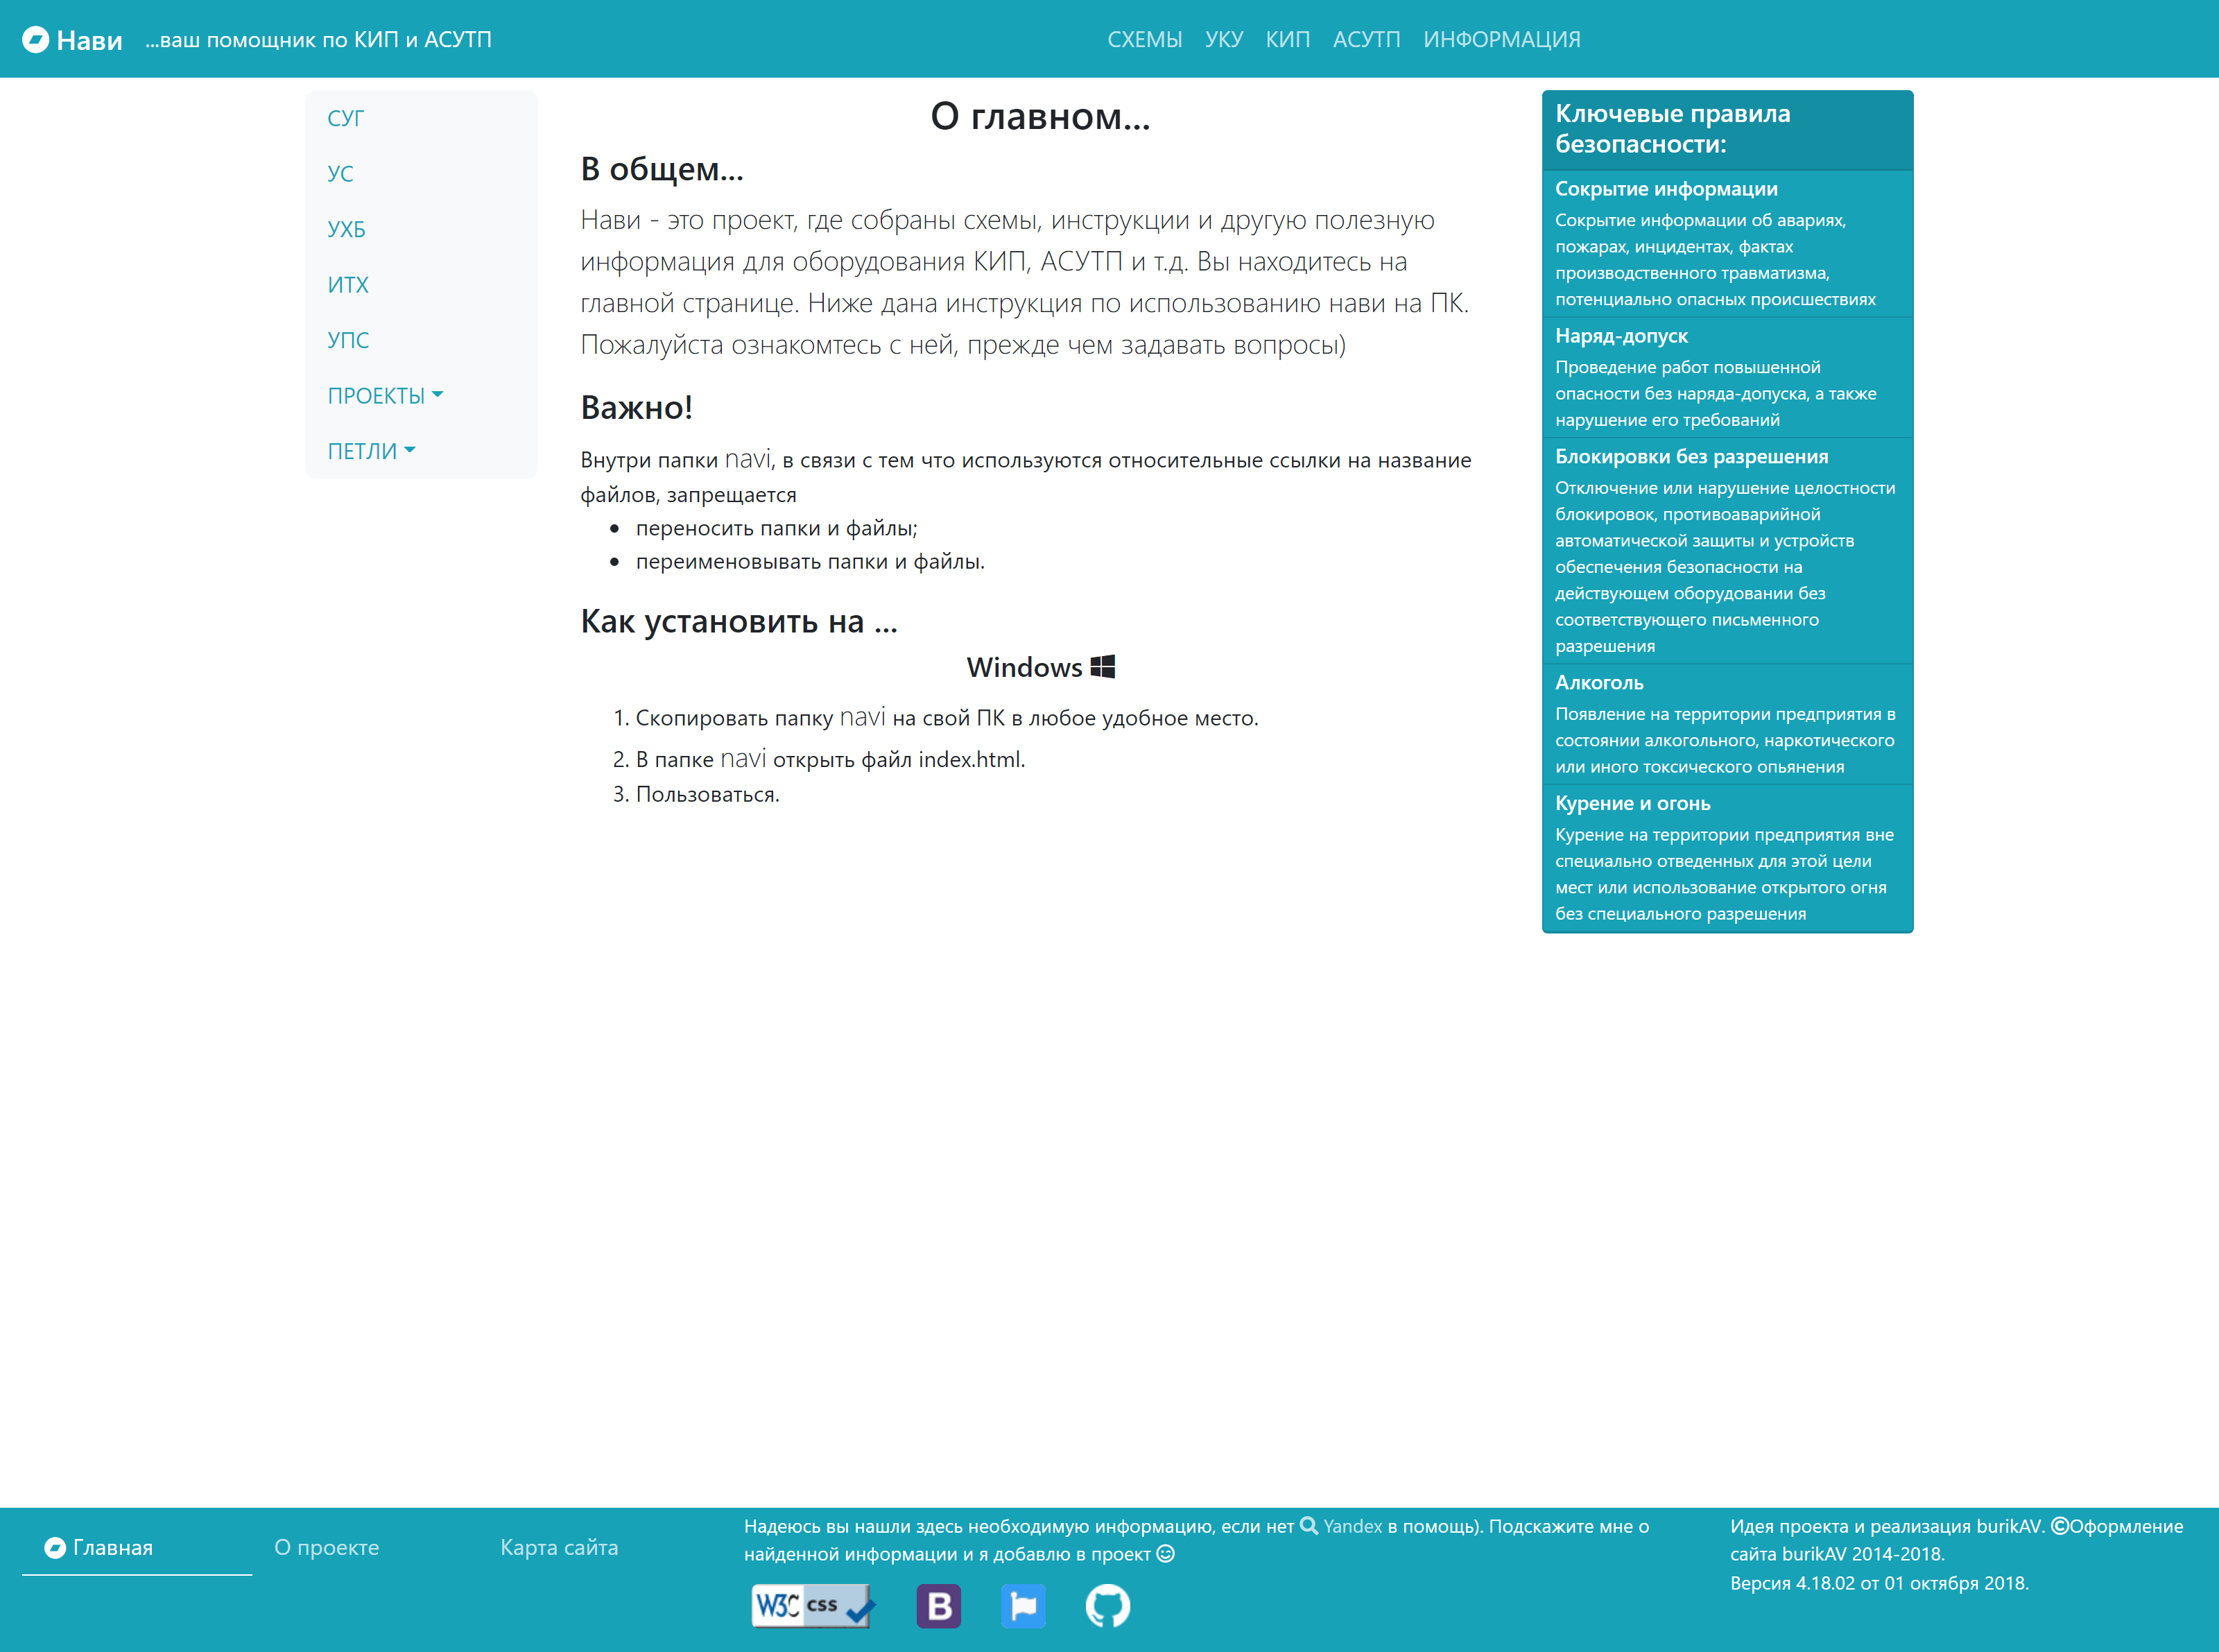 Нави ...ваш помощник по КИП и АСУТП
СХЕМЫ УКУ КИП АСУТП ИНФОРМАЦИЯ
СУГ
УС
УХБ
ИТХ
УПС
ПРОЕКТЫ
ПЕТЛИ
О главном...
В общем...
Нави - это проект, где собраны схемы, инструкции и другую полезную
информация для оборудования КИП, АСУТП и т.д. Вы находитесь на
главной странице. Ниже дана инструкция по использованию нави на ПК.
Пожалуйста ознакомтесь с ней, прежде чем задавать вопросы)
Важно!
Внутри папки navi, в связи с тем что используются относительные ссылки на название
файлов, запрещается
• переносить папки и файлы;
• переименовывать папки и файлы.
Как установить на ...
Windows
1. Скопировать папку navi на свой ПК в любое удобное место.
2. В папке navi открыть файл index.html.
3. Пользоваться.
Ключевые правила
безопасности:
Сокрытие информации
Сокрытие информации об авариях,
пожарах, инцидентах, фактах
производственного травматизма,
потенциально опасных происшествиях
Наряд-допуск
Проведение работ повышенной
опасности без наряда-допуска, а также
нарушение его требований
Блокировки без разрешения
Отключение или нарушение целостности
блокировок, противоаварийной
автоматической защиты и устройств
обеспечения безопасности на
действующем оборудовании без
соответствующего письменного
разрешения
Алкоголь
Появление на территории предприятия в
состоянии алкогольного, наркотического
или иного токсического опьянения
Курение и огонь
Курение на территории предприятия вне
специально отведенных для этой цели
мест или использование открытого огня
без специального разрешения
Главная
О проекте
Карта сайта
Надеюсь вы нашли здесь необходимую информацию, если нет Yandex в помощь). Подскажите мне о
найденной информации и я добавлю в проект
W3C css
B
Идея проекта и реализация burikAV. ©Оформление
сайта burikAV 2014-2018.
Версия 4.18.02 от 01 октября 2018.